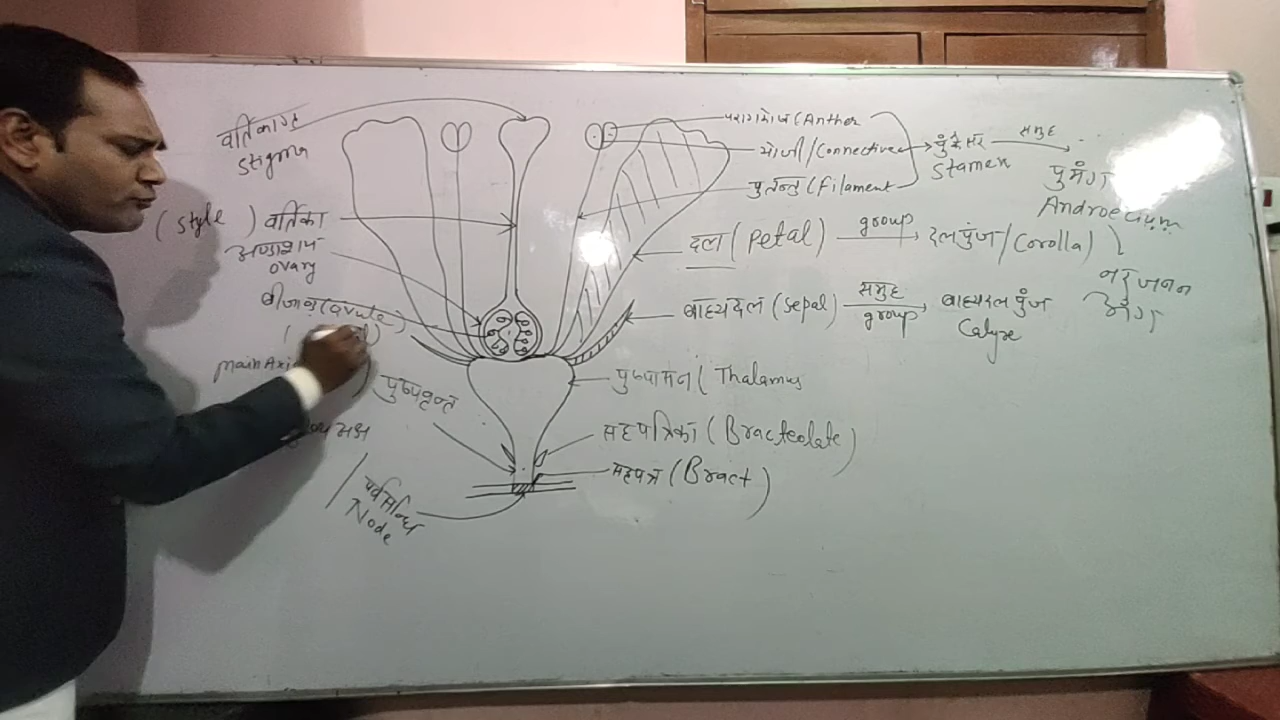 वर्तिकाग्र
Stigma
(Style) वर्तिका
अण्डाशय
ovary
बीजाण्ड (ovule)
main Axis
पुष्पवृन्त
पर्वसन्धि
Node
परागकोष (Anther
योजी/Connective
पुतन्तु (Filament
पुंकेसर
Stamen
समुह
पुमंग
Androecium
नर जनन
अंग
दल (Petal) group दलपुंज/(Corolla)
बाह्यदल (Sepal) समुह group बाह्यदल पुंज
Calyx
पुष्पासन (Thalamus
सहपत्रिका (Bracteolate)
सहपत्र (Bract)